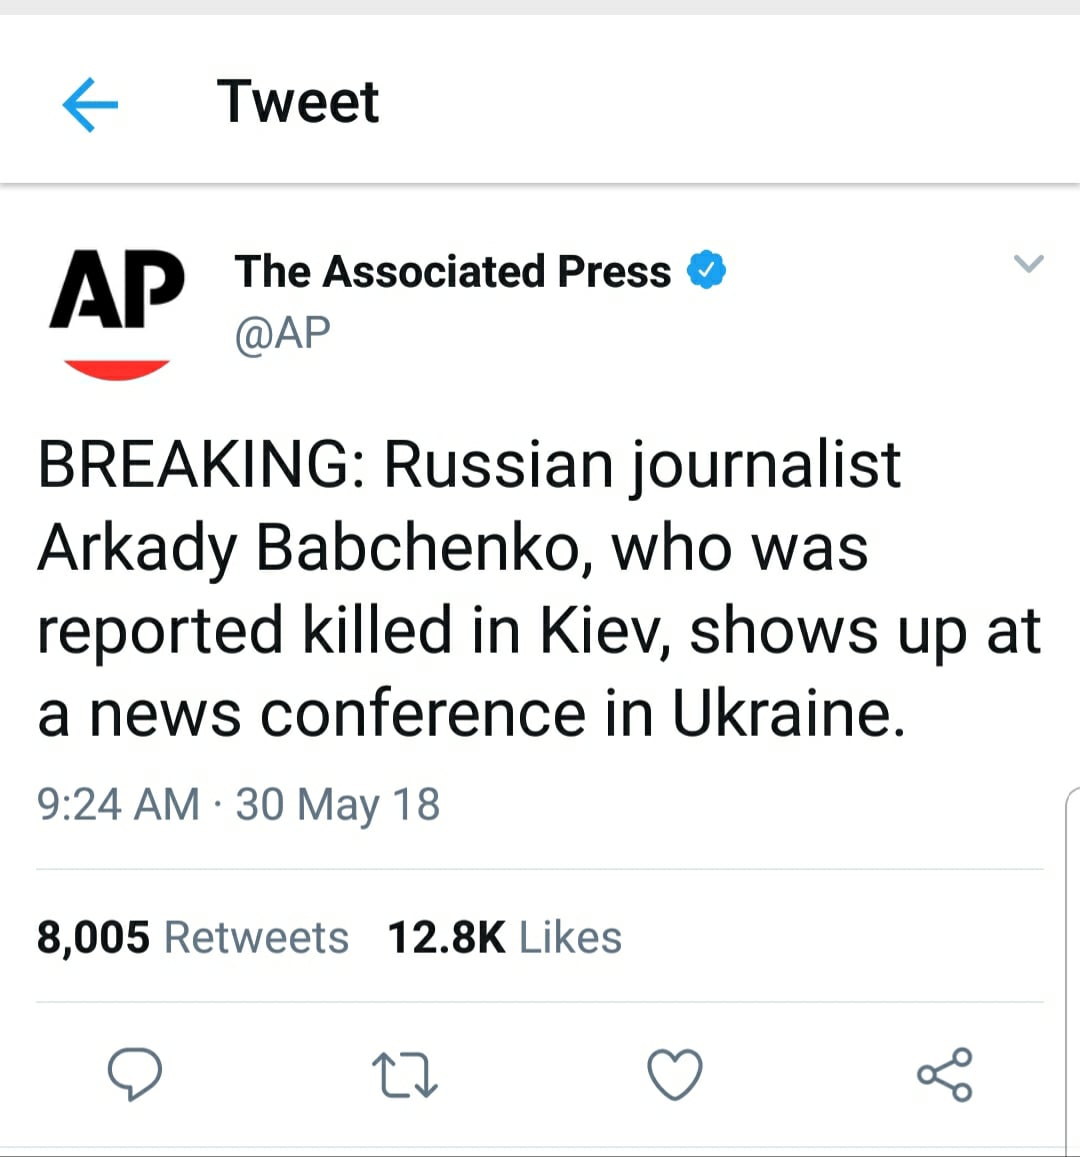 Tweet
AP
The Associated Press
@AP
BREAKING: Russian journalist
Arkady Babchenko, who was
reported killed in Kiev, shows up at
a news conference in Ukraine.
9:24 AM · 30 May 18
8,005 Retweets 12.8K Likes